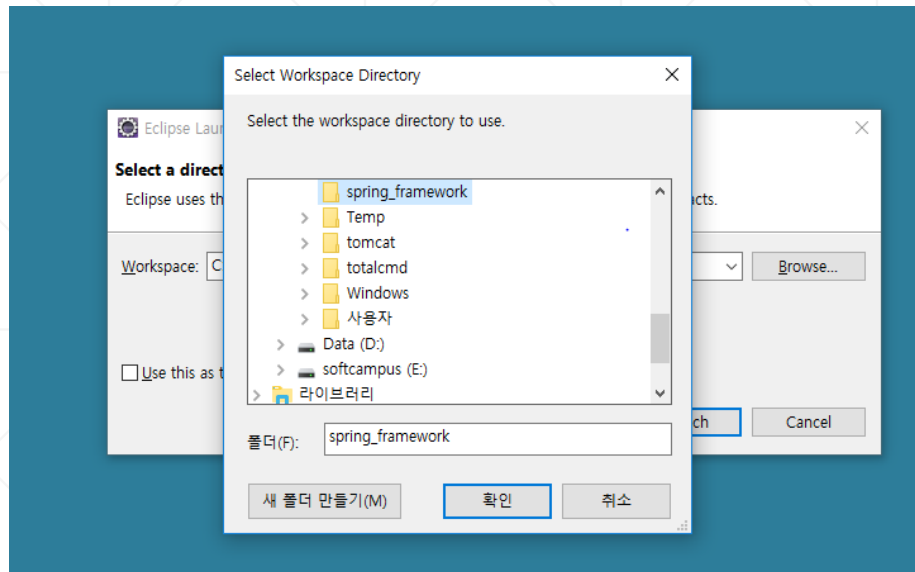 Select Workspace Directory
Select the workspace directory to use.
Eclipse Laun
Select a direct
Eclipse uses th
acts.
spring_framework
Temp
tomcat
totalcmd
Windows
사용자
Data (D:)
softcampus (E:)
라이브러리
Workspace: C
Browse...
Use this as t
폴더(F): spring_framework
ch
Cancel
새 폴더 만들기(M) 확인 취소